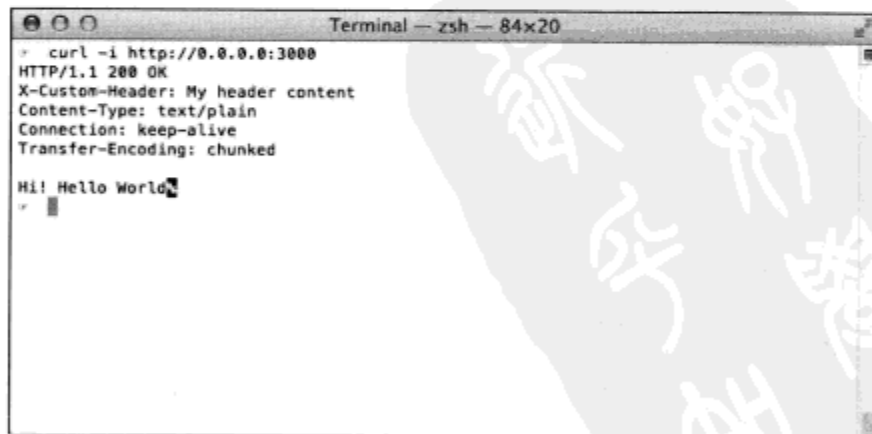 Terminal — zsh — 84×20
☞ curl -i http://0.0.0.0:3000
HTTP/1.1 200 OK
X-Custom-Header: My header content
Content-Type: text/plain
Connection: keep-alive
Transfer-Encoding: chunked
Hi! Hello World%
☞